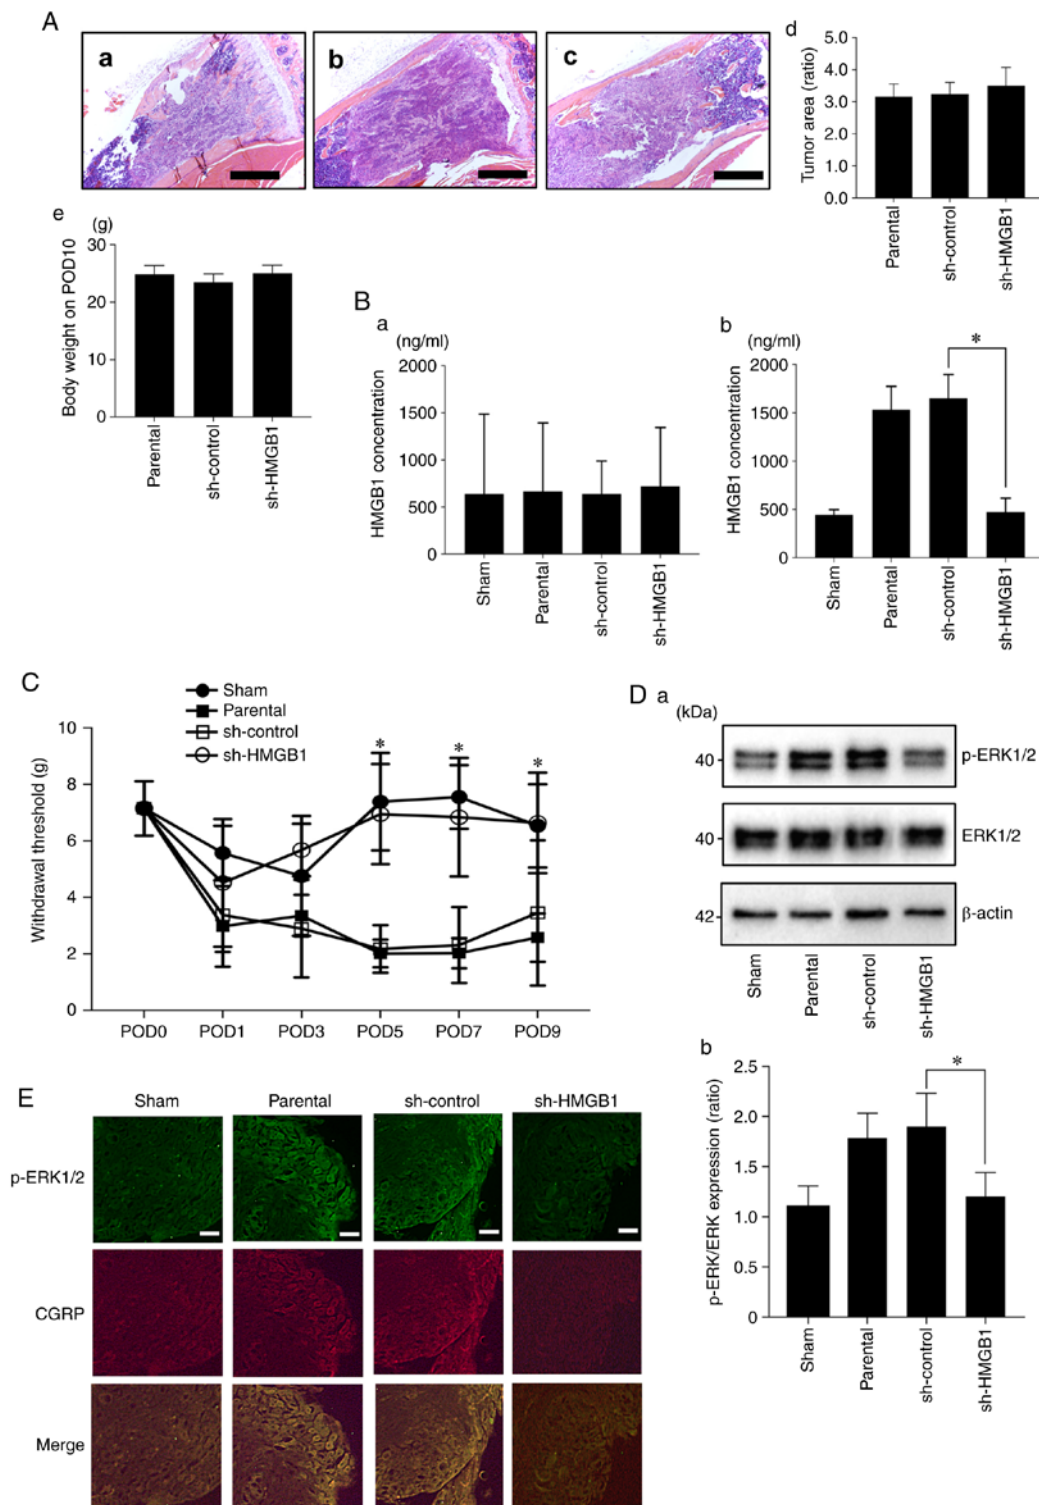 A
a
b
c
d
Tumor area (ratio)
5.0
4.0
3.0
2.0
1.0
0.0
Parental
sh-control
sh-HMGB1
e
(g)
Body weight on POD10
30
20
10
0
Parental
sh-control
sh-HMGB1
B
a
(ng/ml)
HMGB1 concentration
2000
1500
1000
500
0
Sham
Parental
sh-control
sh-HMGB1
b
(ng/ml)
HMGB1 concentration
2000
1500
1000
500
0
*
Sham
Parental
sh-control
sh-HMGB1
C
Sham
Parental
sh-control
sh-HMGB1
Withdrawal threshold (g)
10
8
6
4
2
0
* * *
POD0 POD1 POD3 POD5 POD7 POD9
D
a
(kDa)
40 p-ERK1/2
40 ERK1/2
42 β-actin
Sham
Parental
sh-control
sh-HMGB1
b
p-ERK/ERK expression (ratio)
2.5
2.0
1.5
1.0
0.5
0
*
Sham
Parental
sh-control
sh-HMGB1
E
Sham Parental sh-control sh-HMGB1
p-ERK1/2
CGRP
Merge